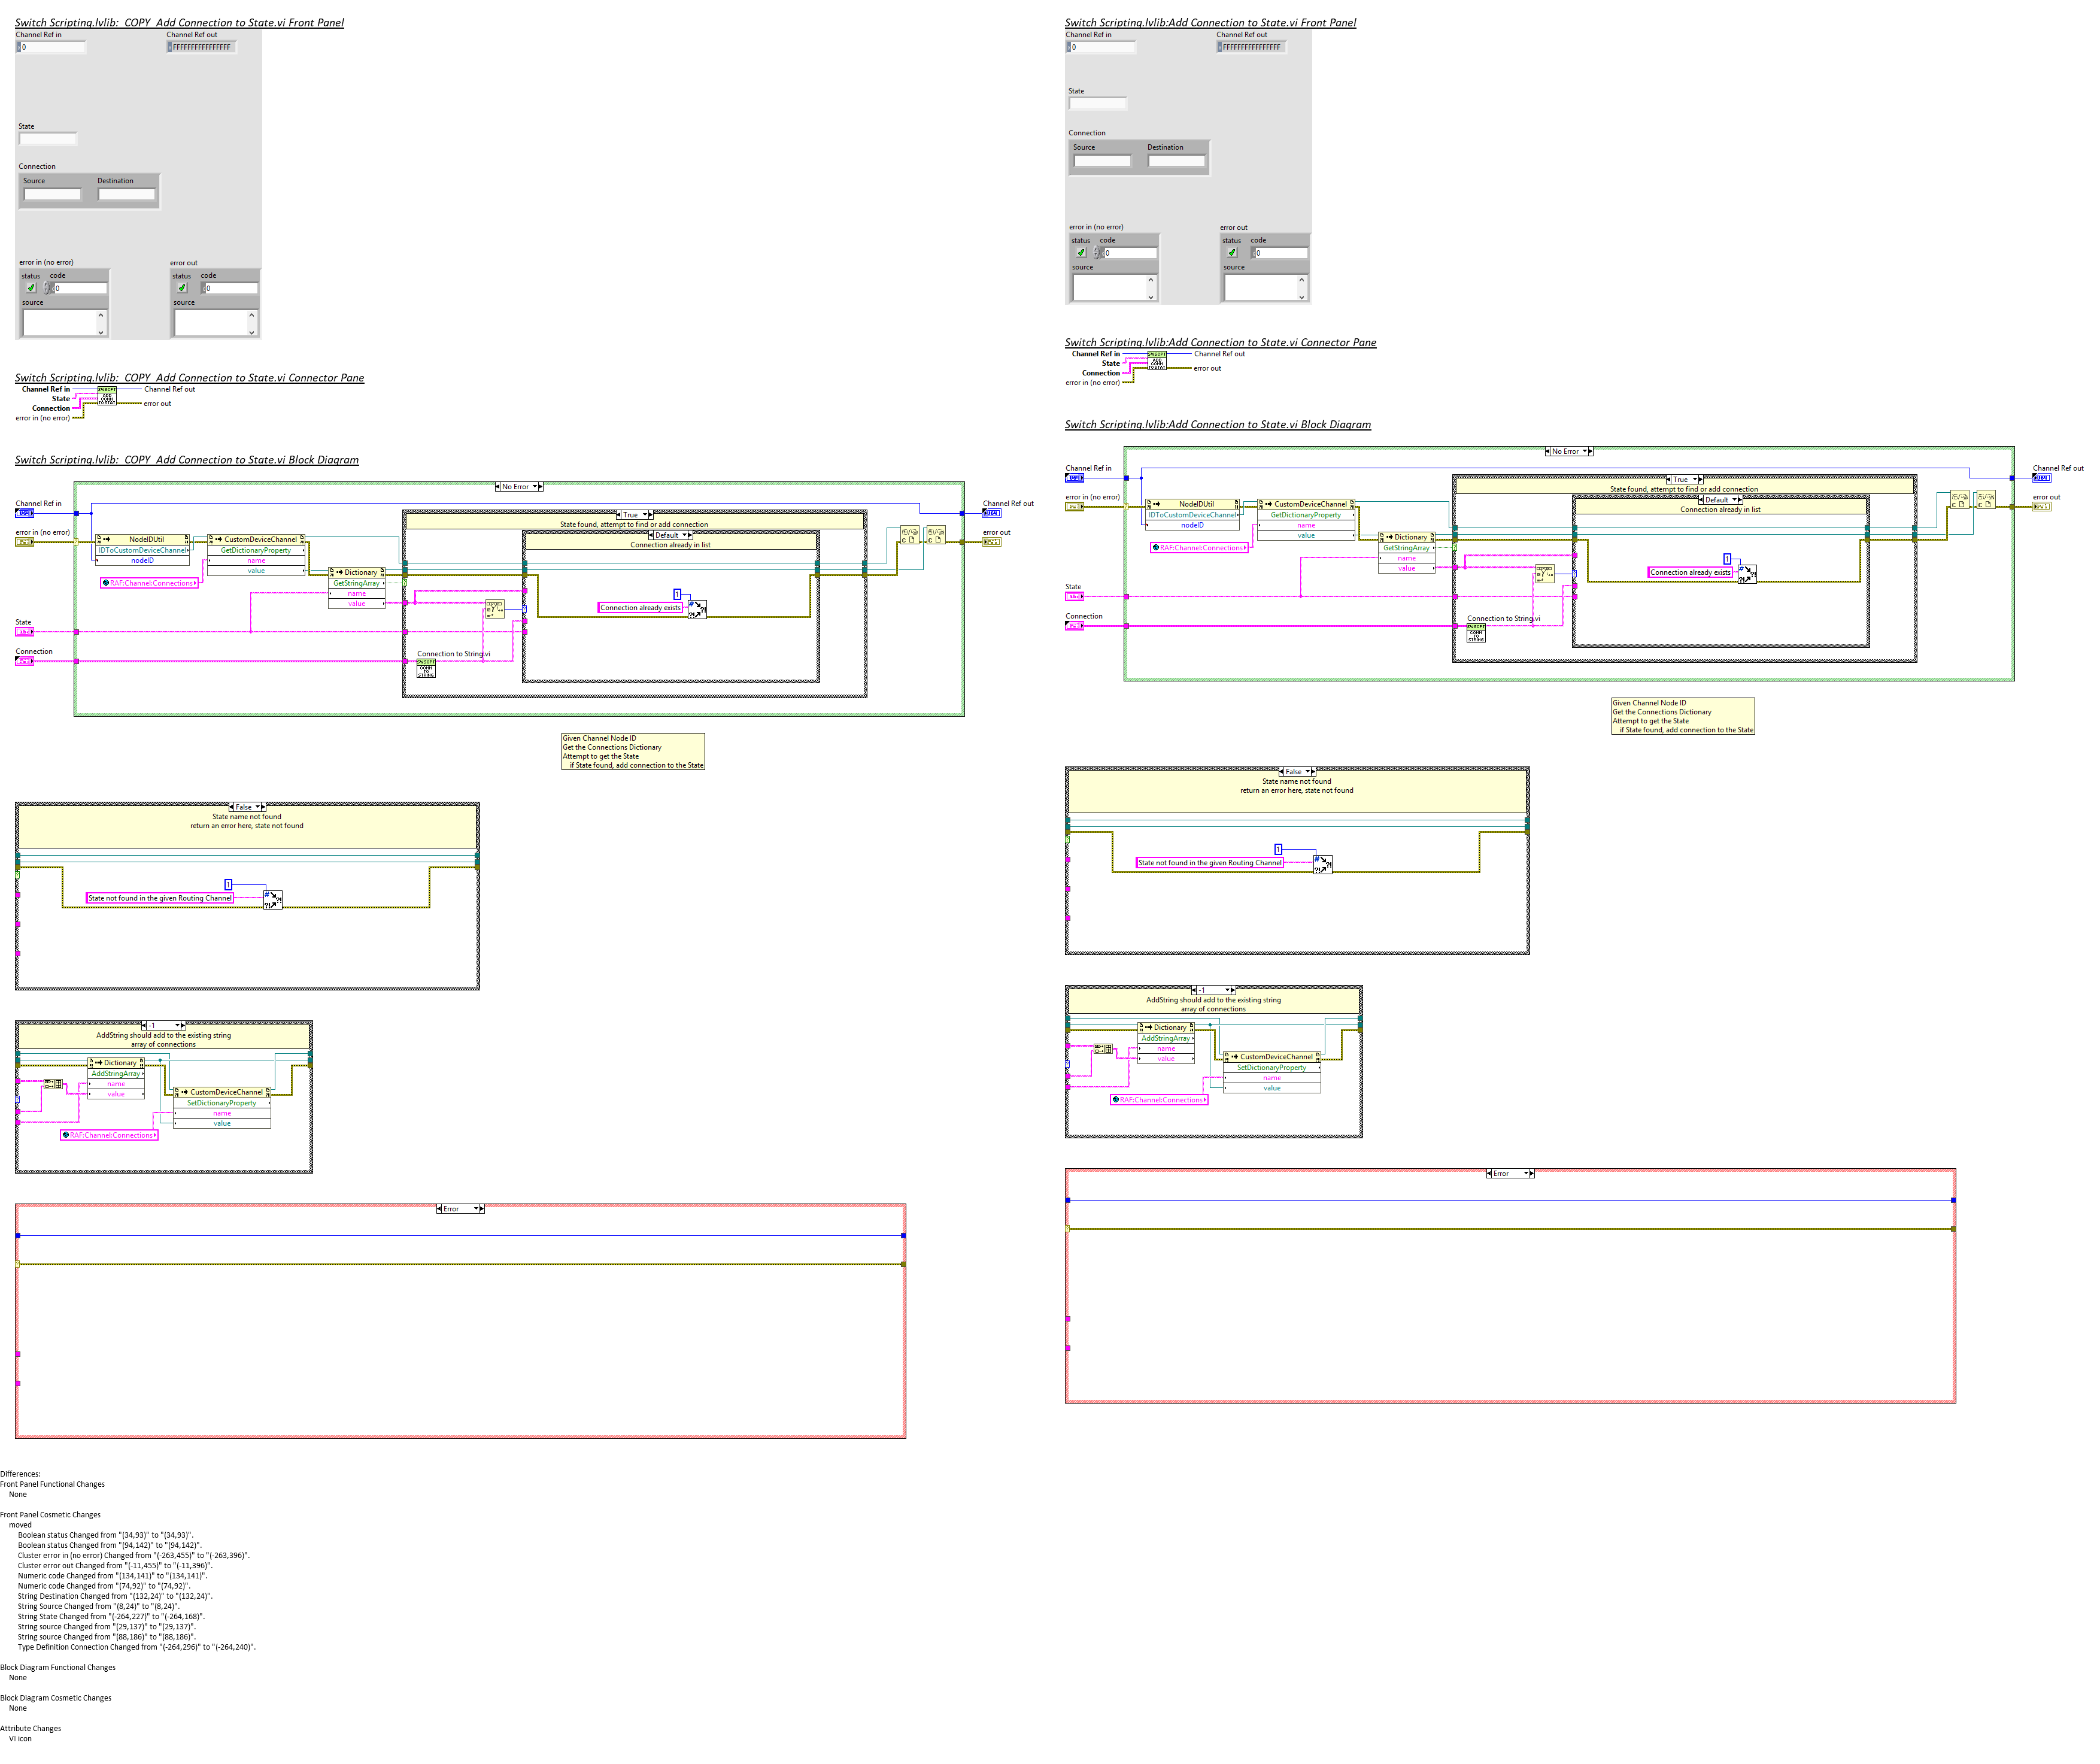 Switch Scripting.lvlib:_COPY_Add Connection to State.vi Front Panel
Channel Ref in
Channel Ref out
0
FFFFFFFFFFFFFFFF
State
Connection
Source
Destination
error in (no error)
error out
status
code
status
code
0
0
source
source
Switch Scripting.lvlib:_COPY_Add Connection to State.vi Connector Pane
Channel Ref in
Channel Ref out
State
Connection
error out
error in (no error)
SWSCPT
ADD
CONN
TO STAT
Switch Scripting.lvlib:_COPY_Add Connection to State.vi Block Diagram
No Error
Channel Ref in
Channel Ref out
True
State found, attempt to find or add connection
error in (no error)
error out
Default
Connection already in list
NodeIDUtil
CustomDeviceChannel
IDToCustomDeviceChannel
GetDictionaryProperty
nodeID
name
value
RAF:Channel:Connections
Dictionary
GetStringArray
name
value
1
Connection already exists
State
Connection
Connection to String.vi
SWSCPT
CONN
TO
STRING
Given Channel Node ID
Get the Connections Dictionary
Attempt to get the State
if State found, add connection to the State
False
State name not found
return an error here, state not found
1
State not found in the given Routing Channel
-1
AddString should add to the existing string
array of connections
Dictionary
AddStringArray
name
value
CustomDeviceChannel
SetDictionaryProperty
name
value
RAF:Channel:Connections
Error
Differences:
Front Panel Functional Changes
None
Front Panel Cosmetic Changes
moved
Boolean status Changed from "(34,93)" to "(34,93)".
Boolean status Changed from "(94,142)" to "(94,142)".
Cluster error in (no error) Changed from "(-263,455)" to "(-263,396)".
Cluster error out Changed from "(-11,455)" to "(-11,396)".
Numeric code Changed from "(134,141)" to "(134,141)".
Numeric code Changed from "(74,92)" to "(74,92)".
String Destination Changed from "(132,24)" to "(132,24)".
String Source Changed from "(8,24)" to "(8,24)".
String State Changed from "(-264,227)" to "(-264,168)".
String source Changed from "(29,137)" to "(29,137)".
String source Changed from "(88,186)" to "(88,186)".
Type Definition Connection Changed from "(-264,296)" to "(-264,240)".
Block Diagram Functional Changes
None
Block Diagram Cosmetic Changes
None
Attribute Changes
VI icon
Switch Scripting.lvlib:Add Connection to State.vi Front Panel
Channel Ref in
Channel Ref out
0
FFFFFFFFFFFFFFFF
State
Connection
Source
Destination
error in (no error)
error out
status
code
status
code
0
0
source
source
Switch Scripting.lvlib:Add Connection to State.vi Connector Pane
Channel Ref in
Channel Ref out
State
Connection
error out
error in (no error)
SWSCPT
ADD
CONN
TO STAT
Switch Scripting.lvlib:Add Connection to State.vi Block Diagram
No Error
Channel Ref in
Channel Ref out
True
State found, attempt to find or add connection
error in (no error)
error out
Default
Connection already in list
NodeIDUtil
CustomDeviceChannel
IDToCustomDeviceChannel
GetDictionaryProperty
nodeID
name
value
RAF:Channel:Connections
Dictionary
GetStringArray
name
value
1
Connection already exists
State
Connection
Connection to String.vi
SWSCPT
CONN
TO
STRING
Given Channel Node ID
Get the Connections Dictionary
Attempt to get the State
if State found, add connection to the State
False
State name not found
return an error here, state not found
1
State not found in the given Routing Channel
-1
AddString should add to the existing string
array of connections
Dictionary
AddStringArray
name
value
CustomDeviceChannel
SetDictionaryProperty
name
value
RAF:Channel:Connections
Error